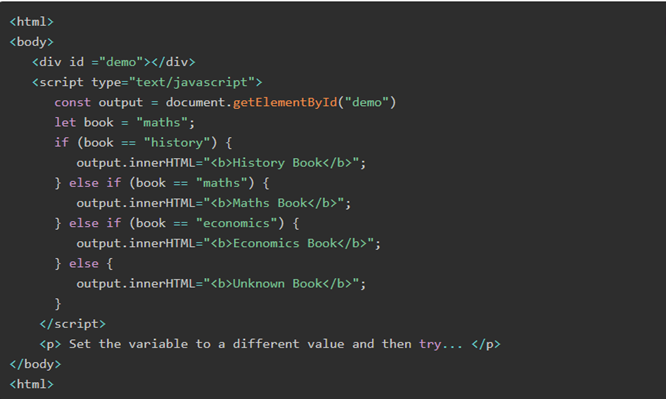 <html>
<body>
<div id ="demo"></div>
<script type="text/javascript">
const output = document.getElementById("demo")
let book = "maths";
if (book == "history") {
output.innerHTML="<b>History Book</b>";
} else if (book == "maths") {
output.innerHTML="<b>Maths Book</b>";
} else if (book == "economics") {
output.innerHTML="<b>Economics Book</b>";
} else {
output.innerHTML="<b>Unknown Book</b>";
}
</script>
<p> Set the variable to a different value and then try... </p>
</body>
<html>